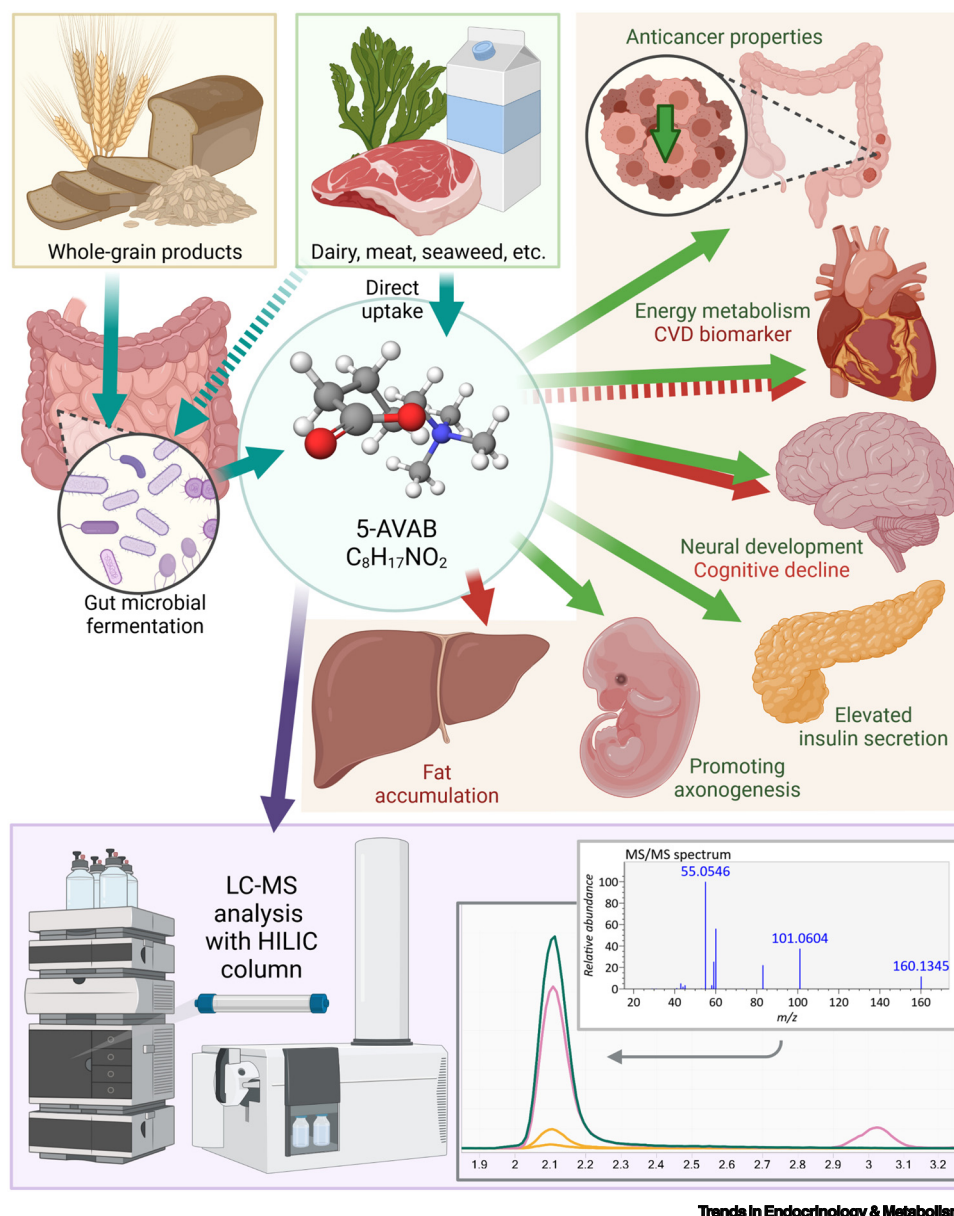 Whole-grain products
Dairy, meat, seaweed, etc.
Anticancer properties
Direct
uptake
Energy metabolism
CVD biomarker
5-AVAB
C₈H₁₇NO₂
Gut microbial
fermentation
Neural development
Cognitive decline
Elevated
insulin secretion
Fat
accumulation
Promoting
axonogenesis
LC-MS
analysis
with HILIC
column
MS/MS spectrum
55.0546
101.0604
160.1345
Relative abundance
100
80
60
40
20
0
20 40 60 80 100 120 140 160
m/z
1.9 2 2.1 2.2 2.3 2.4 2.5 2.6 2.7 2.8 2.9 3 3.1 3.2
Trends in Endocrinology & Metabolism